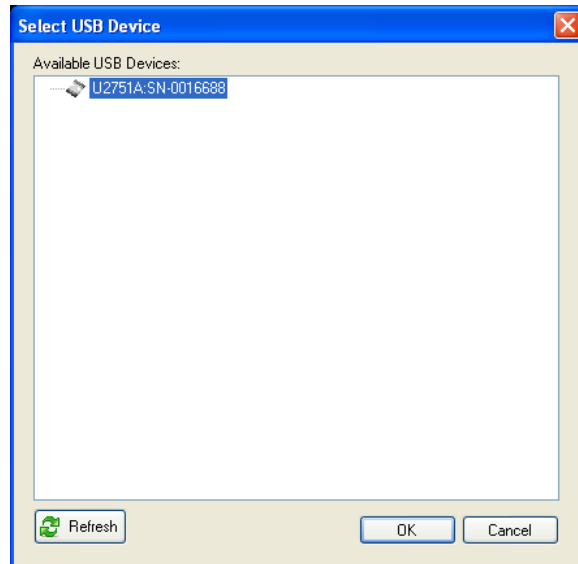 Select USB Device
Available USB Devices:
U2751A:SN-0016688
Refresh
OK
Cancel